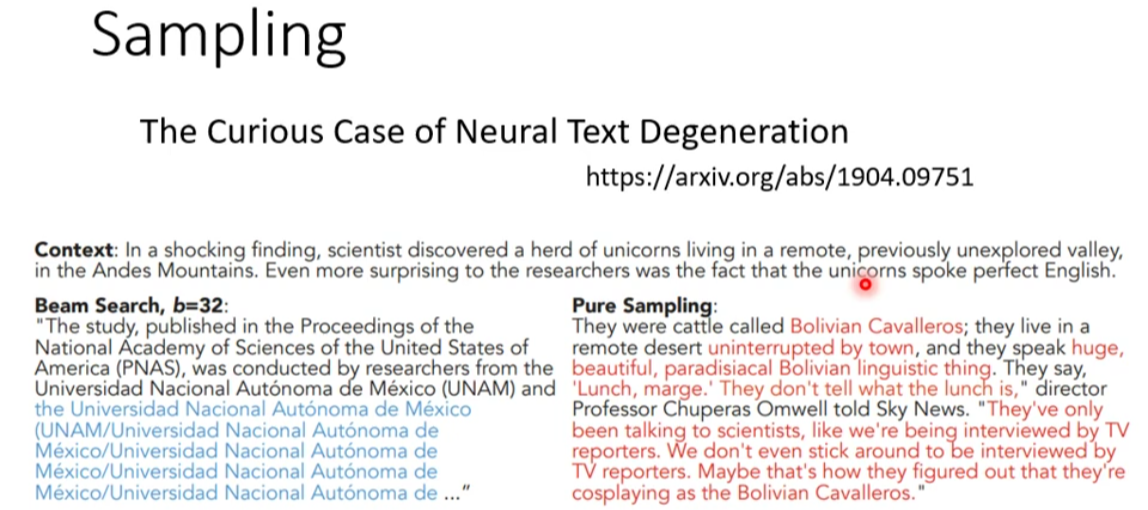 Sampling
The Curious Case of Neural Text Degeneration
https://arxiv.org/abs/1904.09751
Context: In a shocking finding, scientist discovered a herd of unicorns living in a remote, previously unexplored valley,
in the Andes Mountains. Even more surprising to the researchers was the fact that the unicorns spoke perfect English.
Beam Search, b=32:
"The study, published in the Proceedings of the
National Academy of Sciences of the United States of
America (PNAS), was conducted by researchers from the
Universidad Nacional Autónoma de México (UNAM) and
the Universidad Nacional Autónoma de México
(UNAM/Universidad Nacional Autónoma de
México/Universidad Nacional Autónoma de
México/Universidad Nacional Autónoma de
México/Universidad Nacional Autónoma de ..."
Pure Sampling:
They were cattle called Bolivian Cavalleros; they live in a
remote desert uninterrupted by town, and they speak huge,
beautiful, paradisiacal Bolivian linguistic thing. They say,
'Lunch, marge.' They don't tell what the lunch is," director
Professor Chuperas Omwell told Sky News. "They've only
been talking to scientists, like we're being interviewed by TV
reporters. We don't even stick around to be interviewed by
TV reporters. Maybe that's how they figured out that they're
cosplaying as the Bolivian Cavalleros."